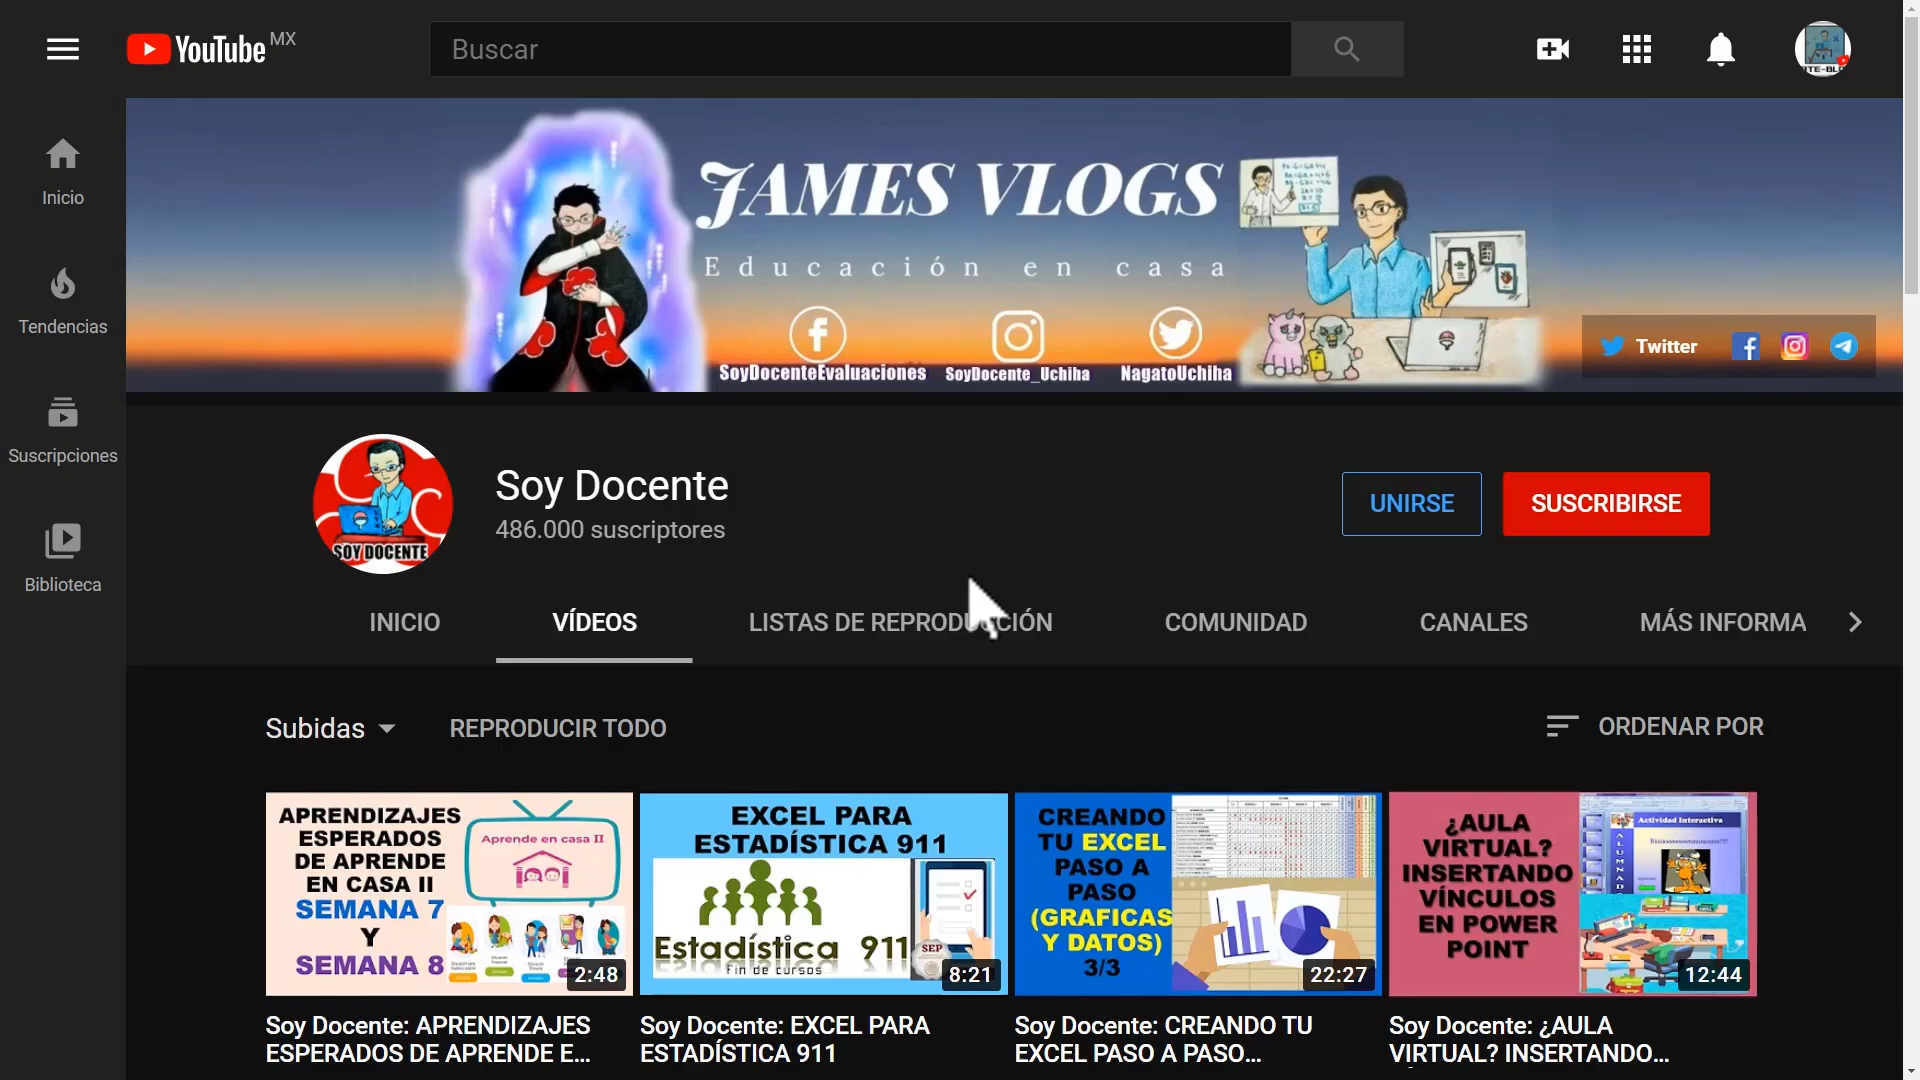 YouTube MX
Buscar
Inicio
Tendencias
Suscripciones
Biblioteca
JAMES VLOGS
Educación en casa
SoyDocenteEvaluaciones
SoyDocente_Uchiha
NagatoUchiha
Twitter
SOY DOCENTE
Soy Docente
486.000 suscriptores
UNIRSE
SUSCRIBIRSE
INICIO
VÍDEOS
LISTAS DE REPRODUCCIÓN
COMUNIDAD
CANALES
MÁS INFORMA
Subidas
REPRODUCIR TODO
ORDENAR POR
APRENDIZAJES
ESPERADOS
DE APRENDE
EN CASA II
SEMANA 7
Y
SEMANA 8
Aprende en casa II
2:48
EXCEL PARA
ESTADÍSTICA 911
Estadística 911
Fin de cursos
SEP
8:21
CREANDO
TU EXCEL
PASO A
PASO
(GRAFICAS
Y DATOS)
3/3
22:27
¿AULA
VIRTUAL?
INSERTANDO
VÍNCULOS
EN POWER
POINT
Actividad Interactiva
ALUMNAD
12:44
Soy Docente: APRENDIZAJES
ESPERADOS DE APRENDE E...
Soy Docente: EXCEL PARA
ESTADÍSTICA 911
Soy Docente: CREANDO TU
EXCEL PASO A PASO...
Soy Docente: ¿AULA
VIRTUAL? INSERTANDO...